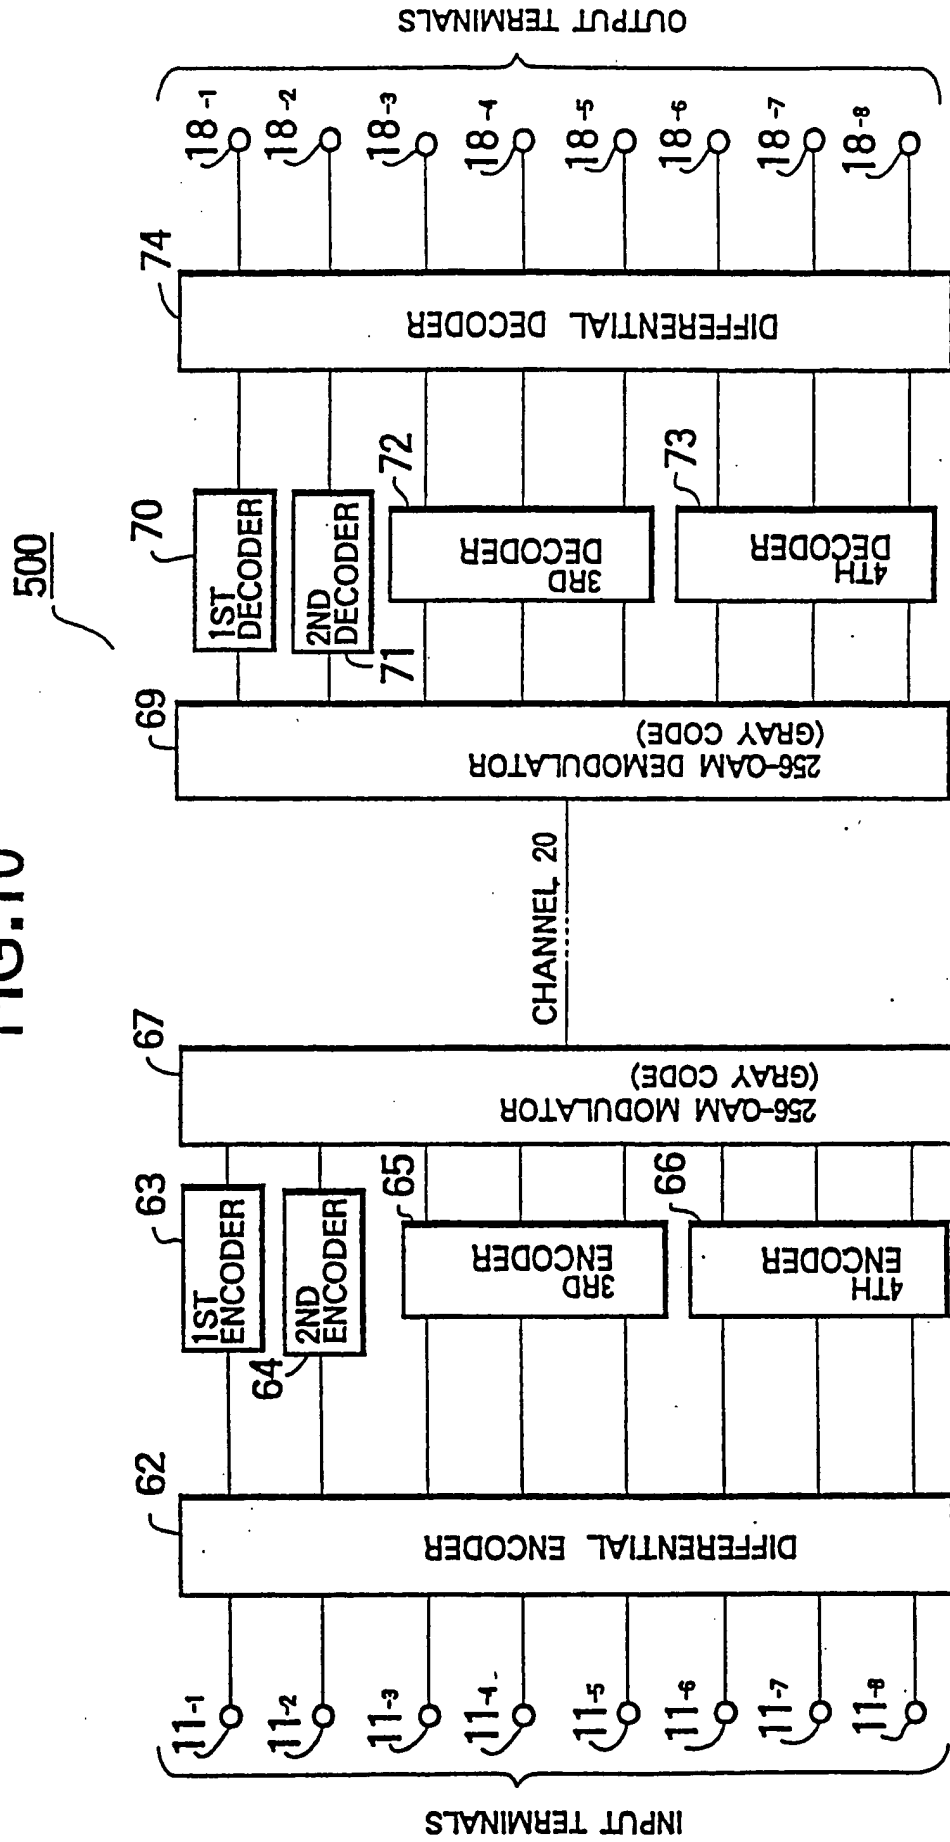 FIG.10
500
INPUT TERMINALS
11-1
11-2
11-3
11-4
11-5
11-6
11-7
11-8
62
DIFFERENTIAL ENCODER
63
1ST
ENCODER
64
2ND
ENCODER
65
3RD
ENCODER
66
4TH
ENCODER
67
256-QAM MODULATOR
(GRAY CODE)
CHANNEL 20
69
256-QAM DEMODULATOR
(GRAY CODE)
70
1ST
DECODER
71
2ND
DECODER
72
3RD
DECODER
73
4TH
DECODER
74
DIFFERENTIAL DECODER
18-1
18-2
18-3
18-4
18-5
18-6
18-7
18-8
OUTPUT TERMINALS